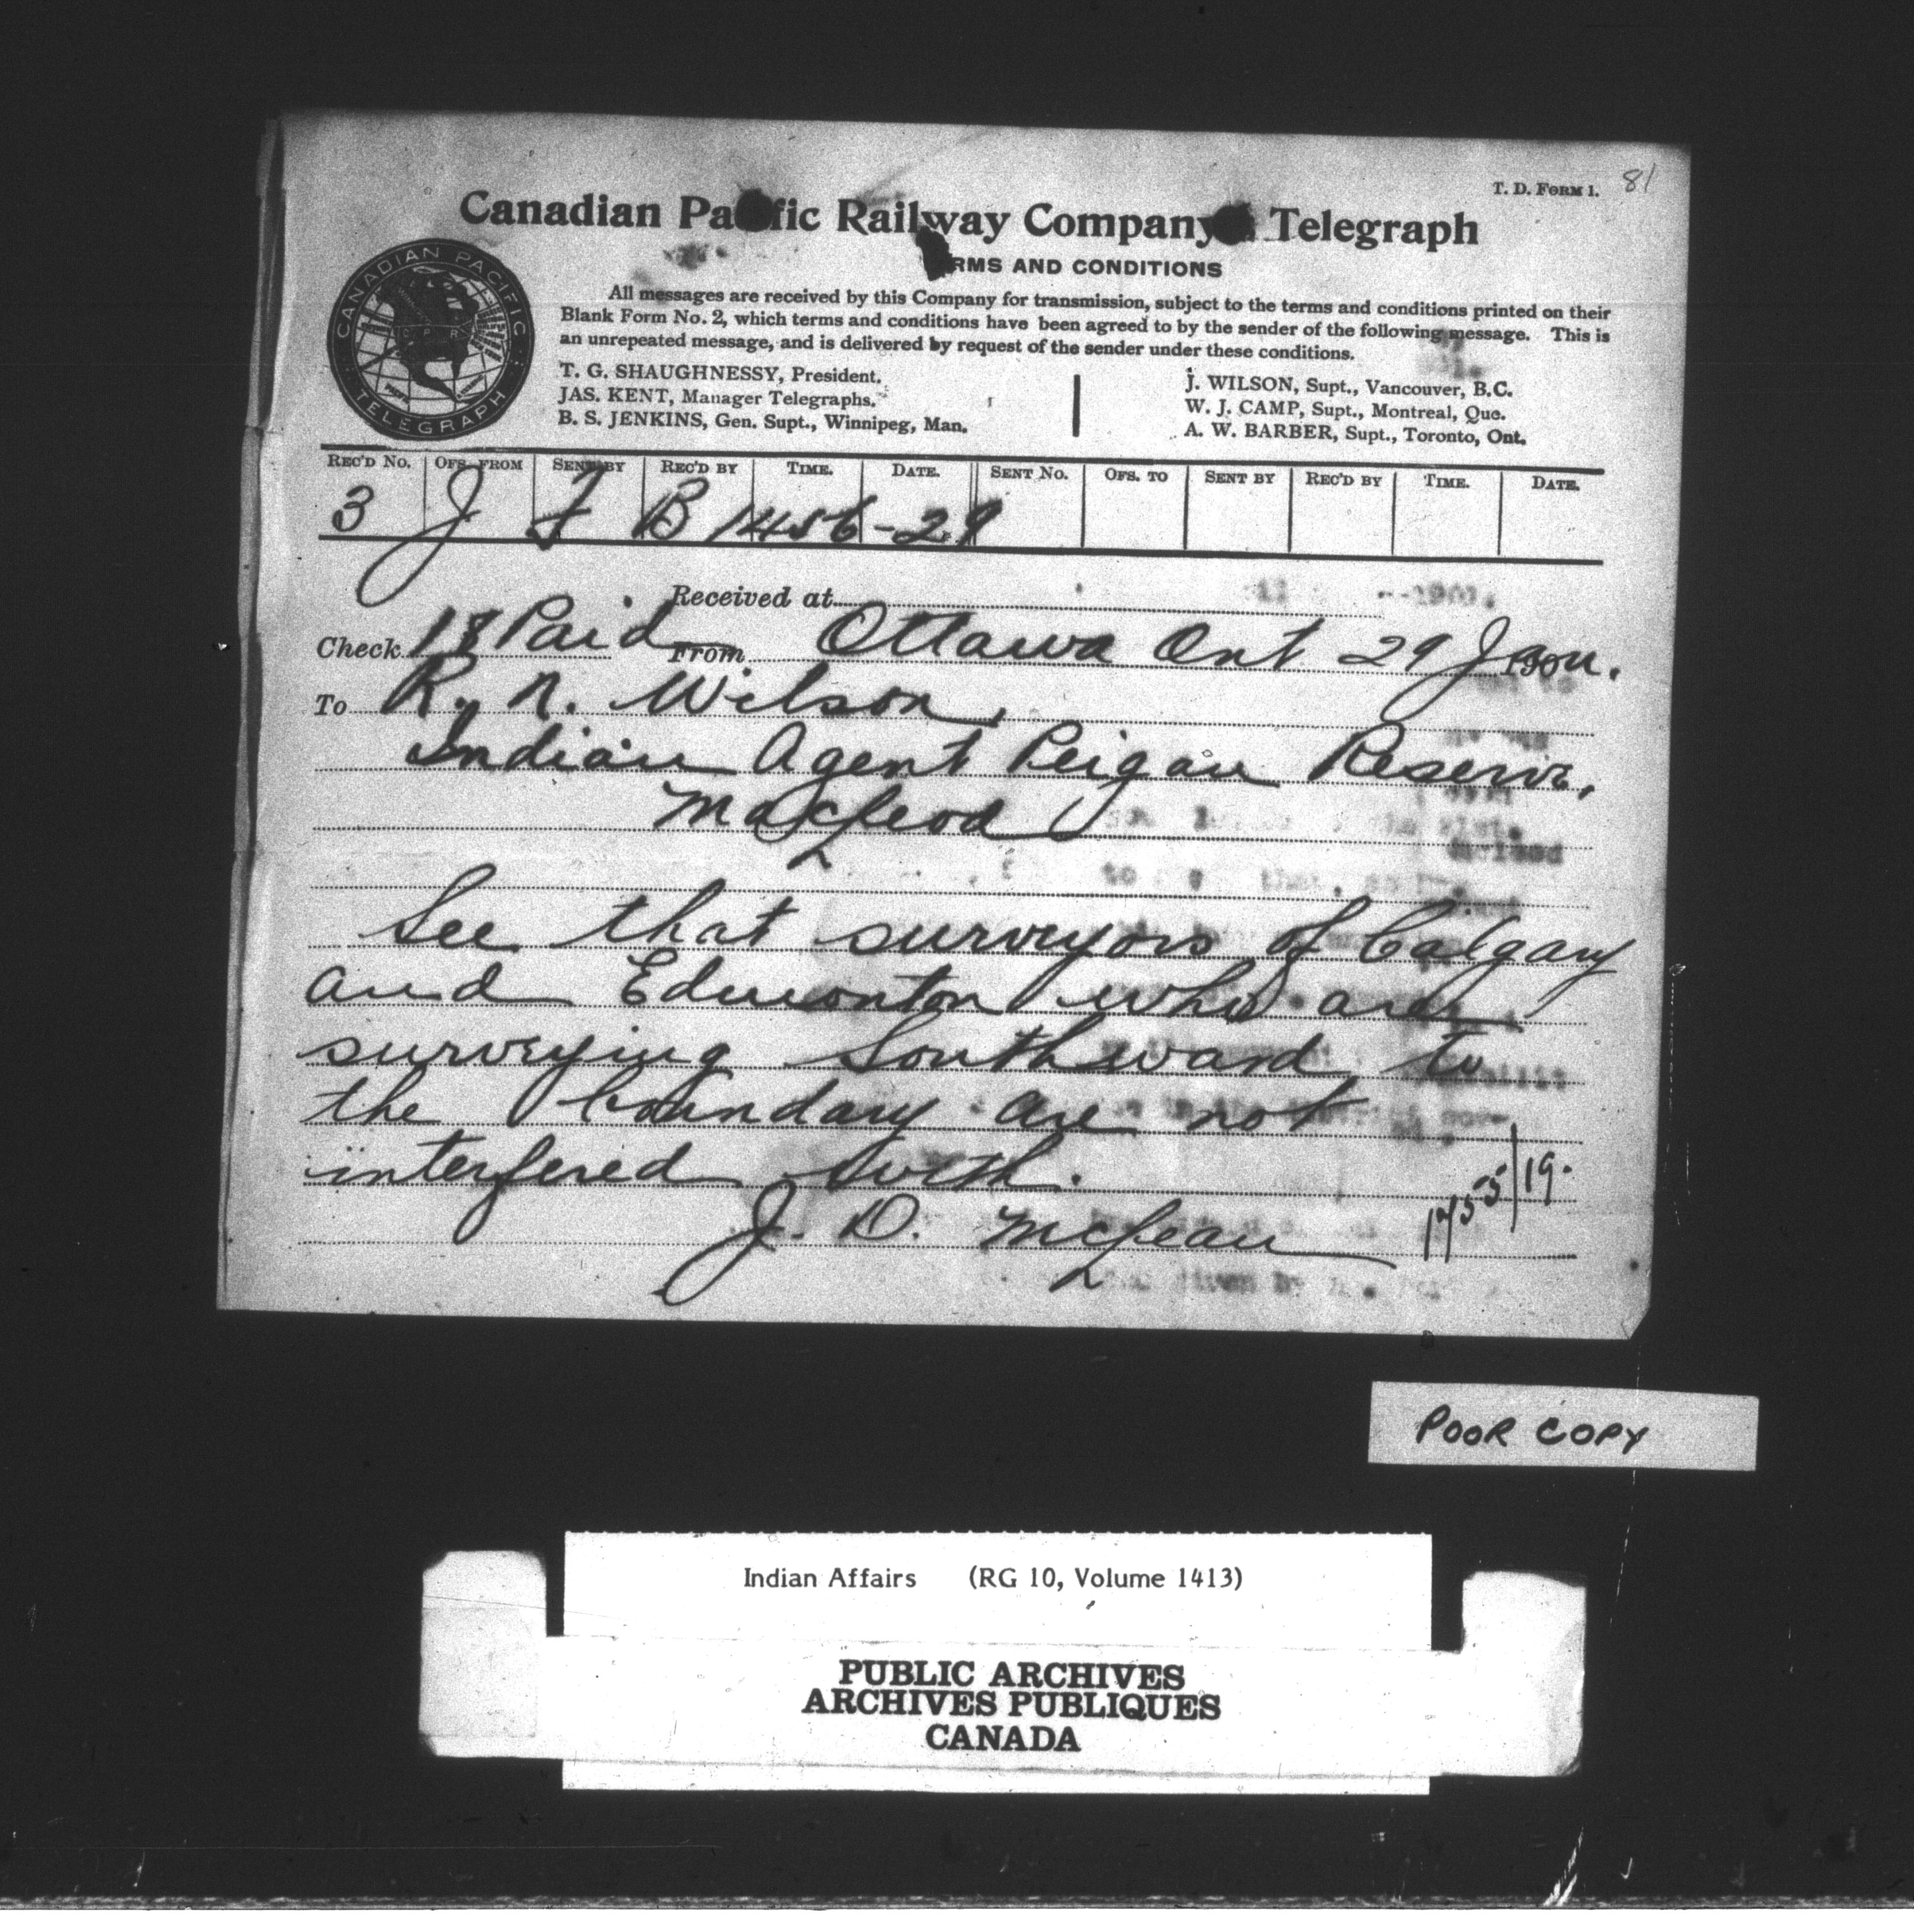 81
T. D. FORM 1.
Canadian Pacific Railway Company's Telegraph
TERMS AND CONDITIONS
All messages are received by this Company for transmission, subject to the terms and conditions printed on their
Blank Form No. 2, which terms and conditions have been agreed to by the sender of the following message. This is
an unrepeated message, and is delivered by request of the sender under these conditions.
CANADIAN PACIFIC
C P R
TELEGRAPH
T. G. SHAUGHNESSY, President.
JAS. KENT, Manager Telegraphs.
B. S. JENKINS, Gen. Supt., Winnipeg, Man.
J. WILSON, Supt., Vancouver, B.C.
W. J. CAMP, Supt., Montreal, Que.
A. W. BARBER, Supt., Toronto, Ont.
REC'D NO. OFS. FROM SENT BY REC'D BY TIME. DATE. SENT NO. OFS. TO SENT BY REC'D BY TIME. DATE.
3 J F B 1456-29
Received at
Check 18 Paid From Ottawa Ont 29 Jan.
To R. N. Wilson,
Indian Agent Peigan Reserve,
Macleod
See that surveyors of Calgary
and Edmonton who are
surveying Southward to
the boundary are not
interfered with.
J. D. McLean
POOR COPY
Indian Affairs (RG 10, Volume 1413)
PUBLIC ARCHIVES
ARCHIVES PUBLIQUES
CANADA